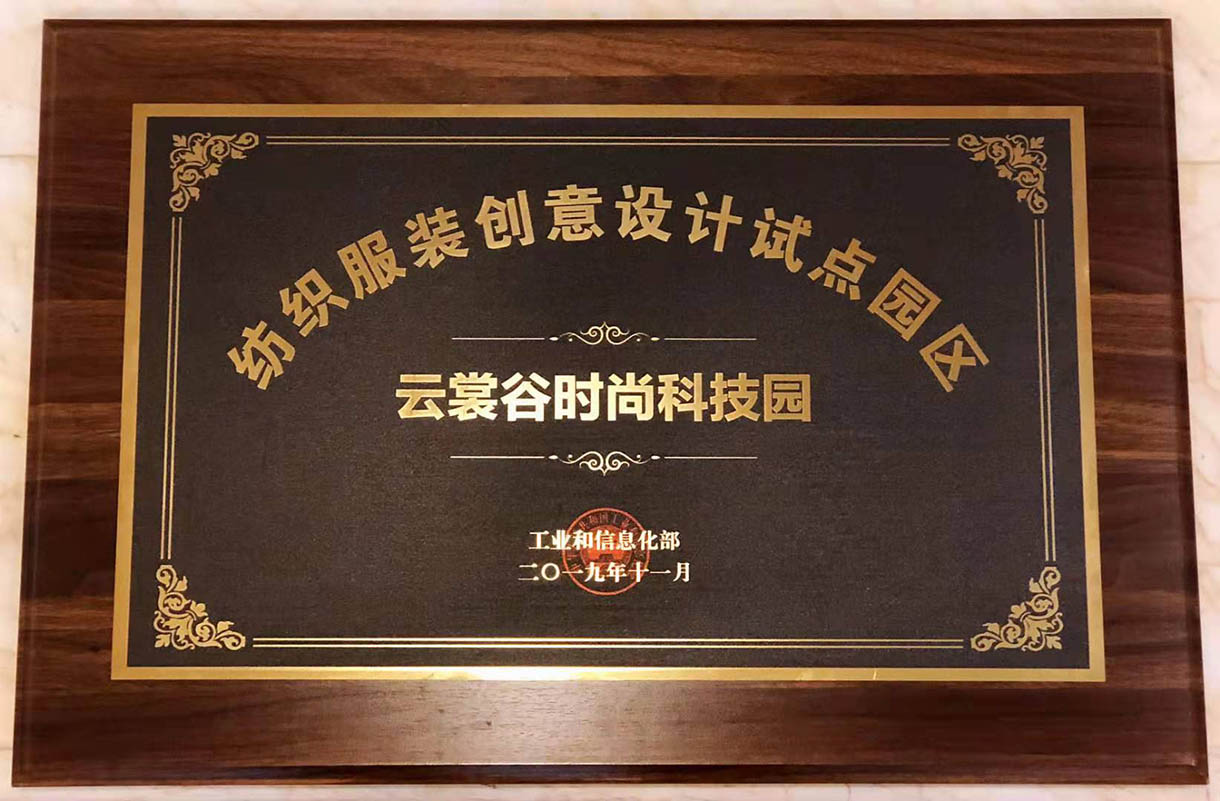 纺织服装创意设计试点园区
云裳谷时尚科技园
工业和信息化部
二〇一九年十一月